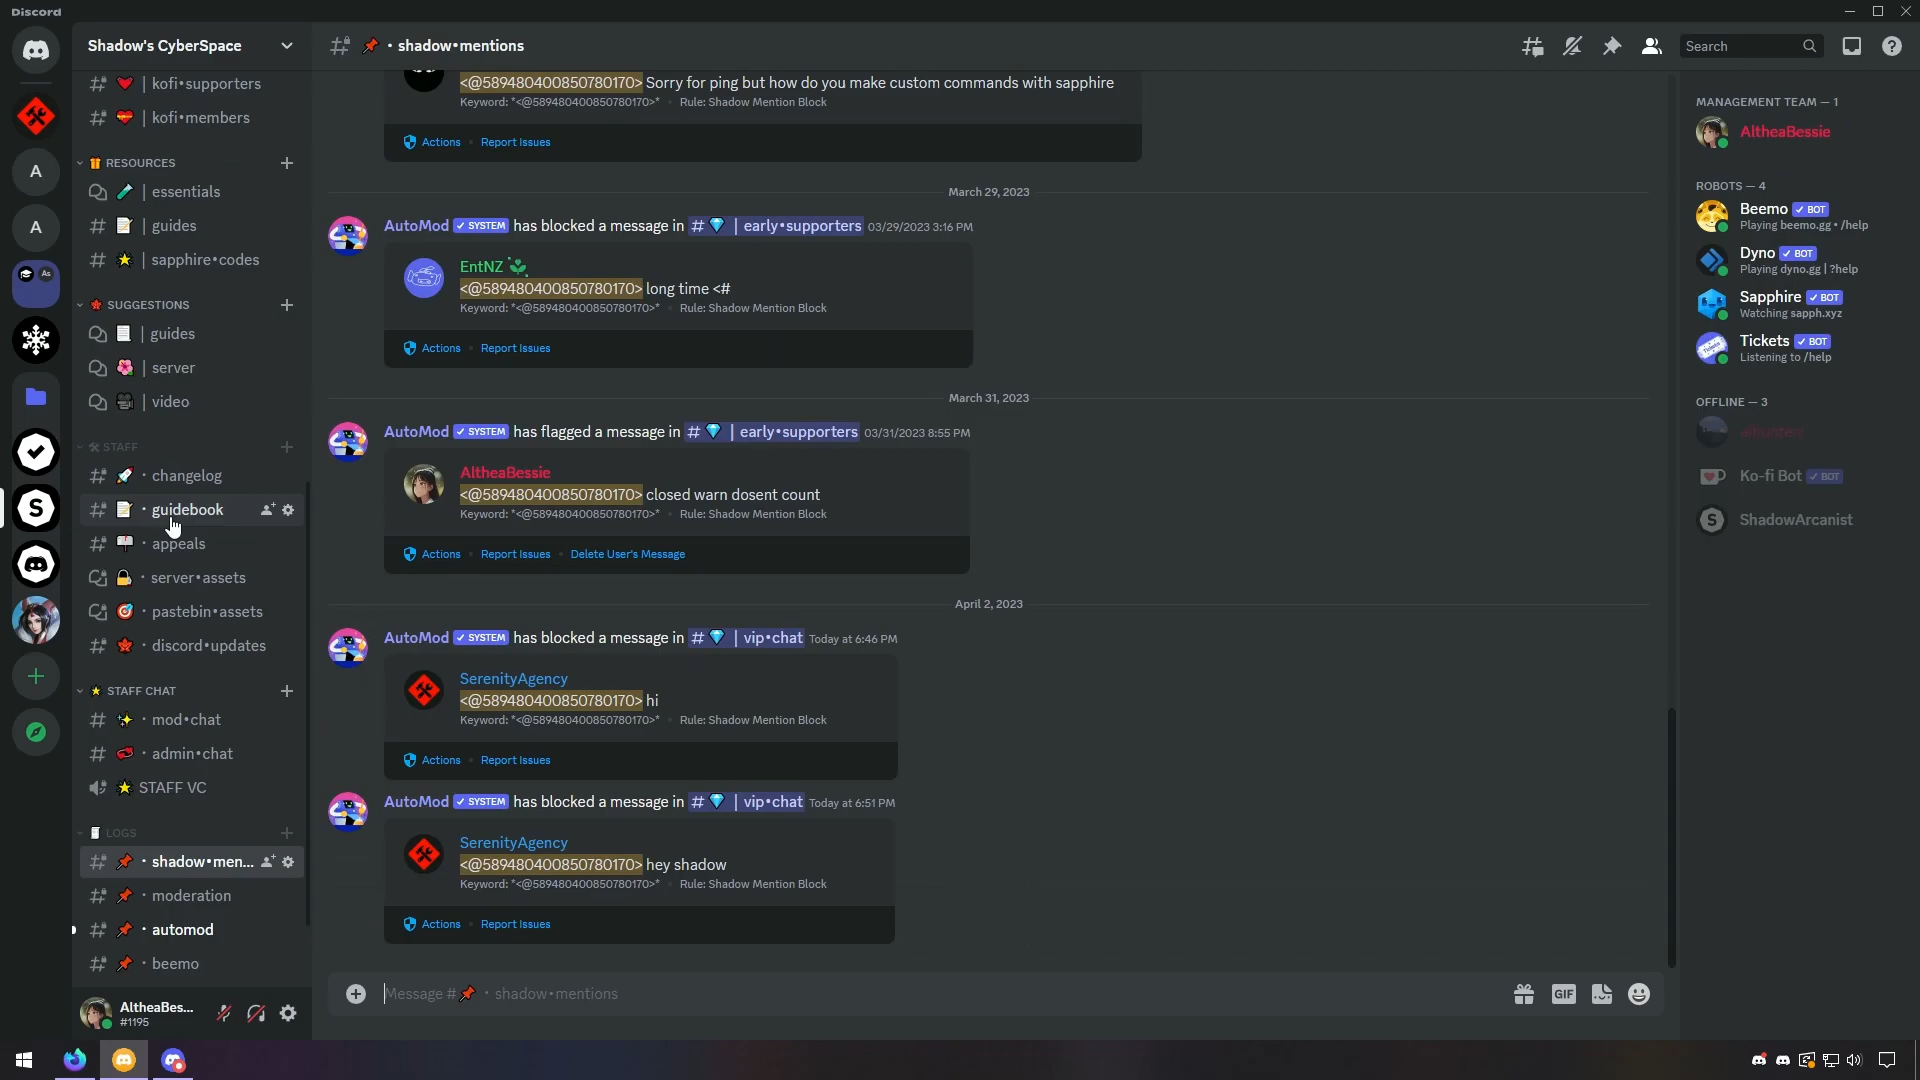 Discord
Shadow's CyberSpace
| kofi•supporters
| kofi•members
RESOURCES
| essentials
| guides
| sapphire•codes
SUGGESTIONS
| guides
| server
| video
STAFF
· changelog
· guidebook
· appeals
· server•assets
· pastebin•assets
· discord•updates
STAFF CHAT
· mod•chat
· admin•chat
STAFF VC
LOGS
· shadow•men...
· moderation
· automod
· beemo
AltheaBes...
#1195
A
A
As
S
· shadow•mentions
Search
<@589480400850780170> Sorry for ping but how do you make custom commands with sapphire
Keyword: *<@589480400850780170>* • Rule: Shadow Mention Block
Actions • Report Issues
March 29, 2023
AutoMod ✓ SYSTEM has blocked a message in # | early•supporters 03/29/2023 3:16 PM
EntNZ
<@589480400850780170> long time <#
Keyword: *<@589480400850780170>* • Rule: Shadow Mention Block
Actions • Report Issues
March 31, 2023
AutoMod ✓ SYSTEM has flagged a message in # | early•supporters 03/31/2023 8:55 PM
AltheaBessie
<@589480400850780170> closed warn dosent count
Keyword: *<@589480400850780170>* • Rule: Shadow Mention Block
Actions • Report Issues • Delete User's Message
April 2, 2023
AutoMod ✓ SYSTEM has blocked a message in # | vip•chat Today at 6:46 PM
SerenityAgency
<@589480400850780170> hi
Keyword: *<@589480400850780170>* • Rule: Shadow Mention Block
Actions • Report Issues
AutoMod ✓ SYSTEM has blocked a message in # | vip•chat Today at 6:51 PM
SerenityAgency
<@589480400850780170> hey shadow
Keyword: *<@589480400850780170>* • Rule: Shadow Mention Block
Actions • Report Issues
Message # · shadow•mentions
GIF
MANAGEMENT TEAM — 1
AltheaBessie
ROBOTS — 4
Beemo ✓ BOT
Playing beemo.gg • /help
Dyno ✓ BOT
Playing dyno.gg | ?help
Sapphire ✓ BOT
Watching sapph.xyz
Tickets ✓ BOT
Listening to /help
OFFLINE — 3
Ko-fi Bot ✓ BOT
S
ShadowArcanist